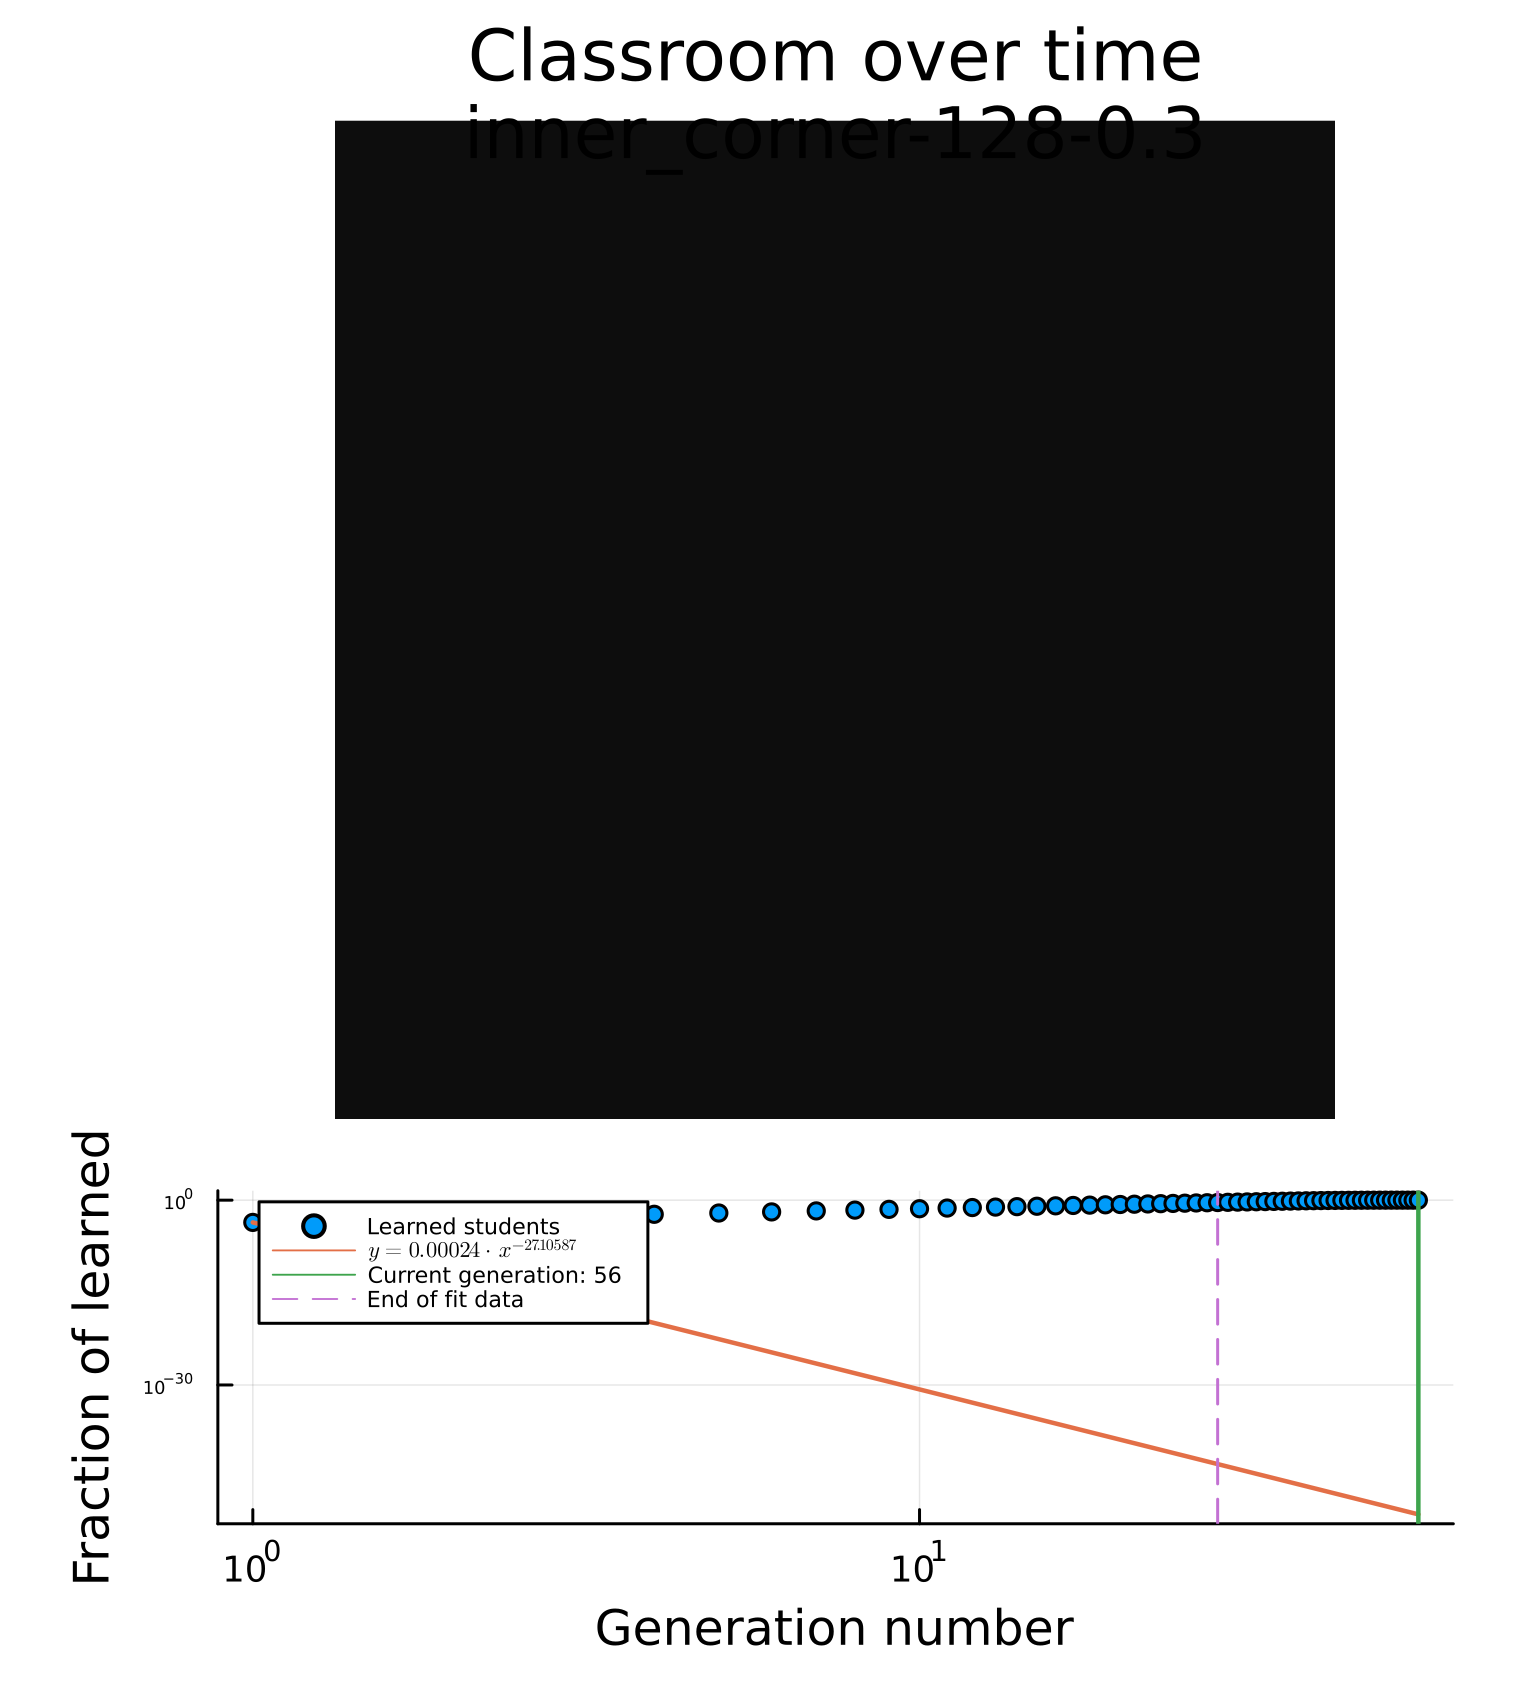 Classroom over time
inner_corner-128-0.3
Fraction of learned
10^0
10^-30
Learned students
y = 0.00024 · x^-27.10587
Current generation: 56
End of fit data
10^0
10^1
Generation number